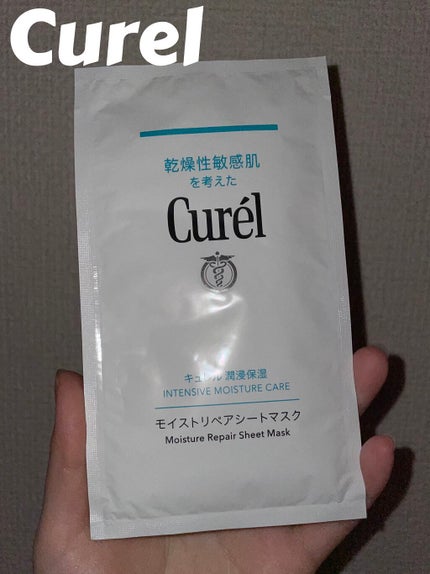 Curel
乾燥性敏感肌
を考えた
Curél
キュレル 潤浸保湿
INTENSIVE MOISTURE CARE
モイストリペアシートマスク
Moisture Repair Sheet Mask